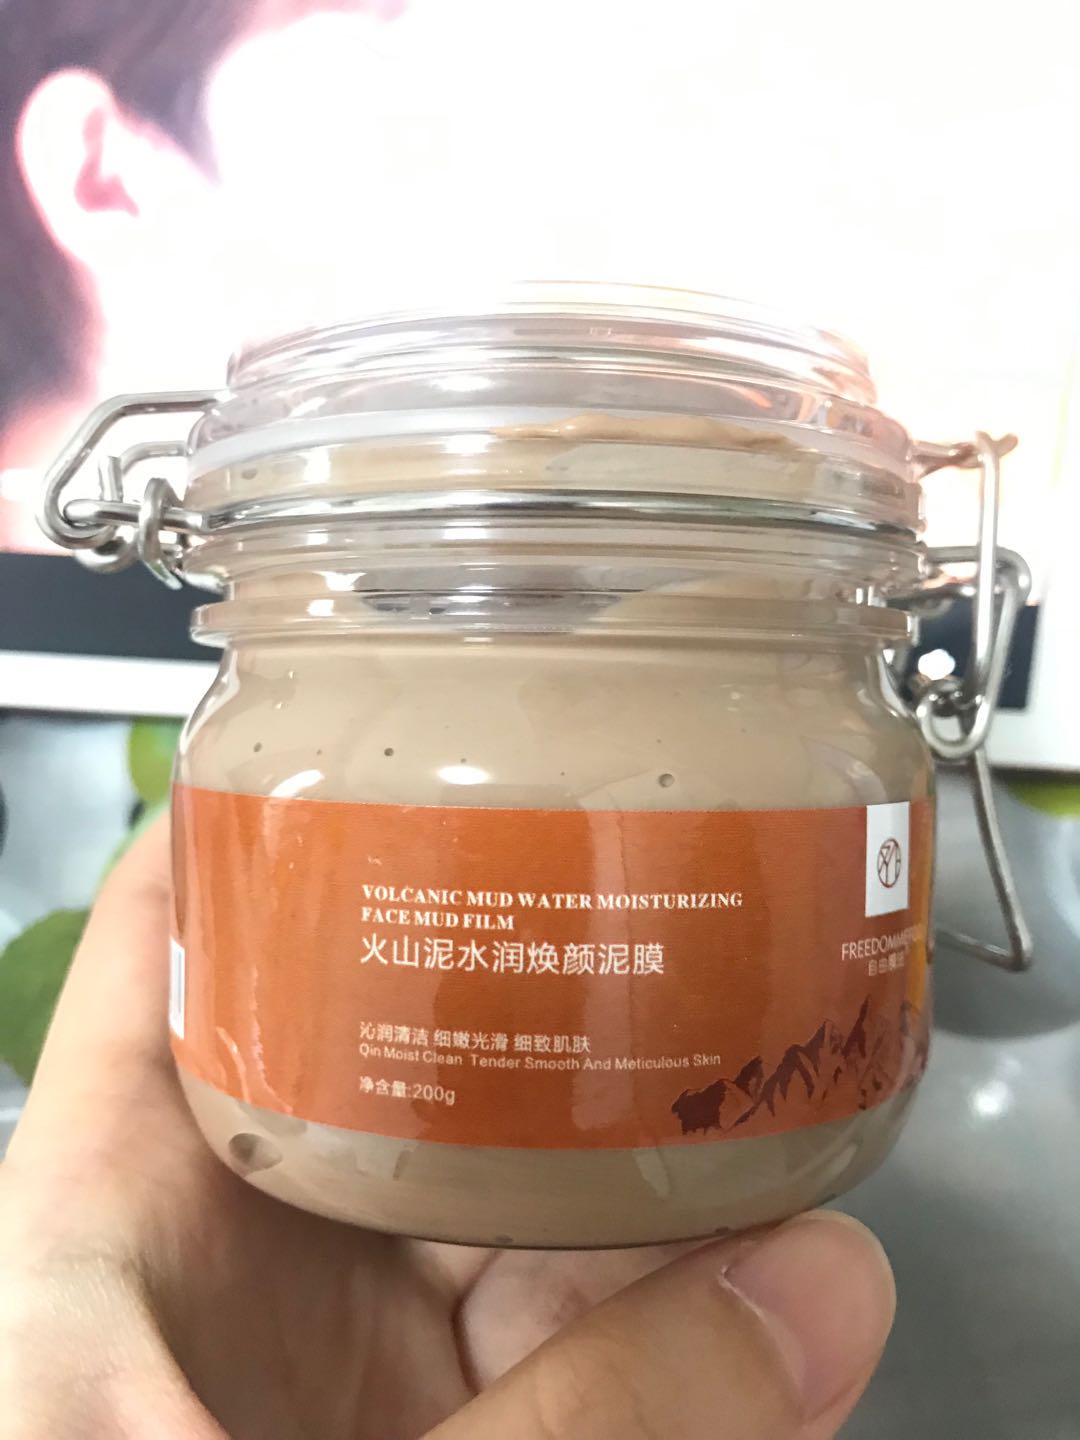 VOLCANIC MUD WATER MOISTURIZING
FACE MUD FILM
火山泥水润焕颜泥膜
沁润清洁 细嫩光滑 细致肌肤
Qin Moist Clean Tender Smooth And Meticulous Skin
净含量:200g